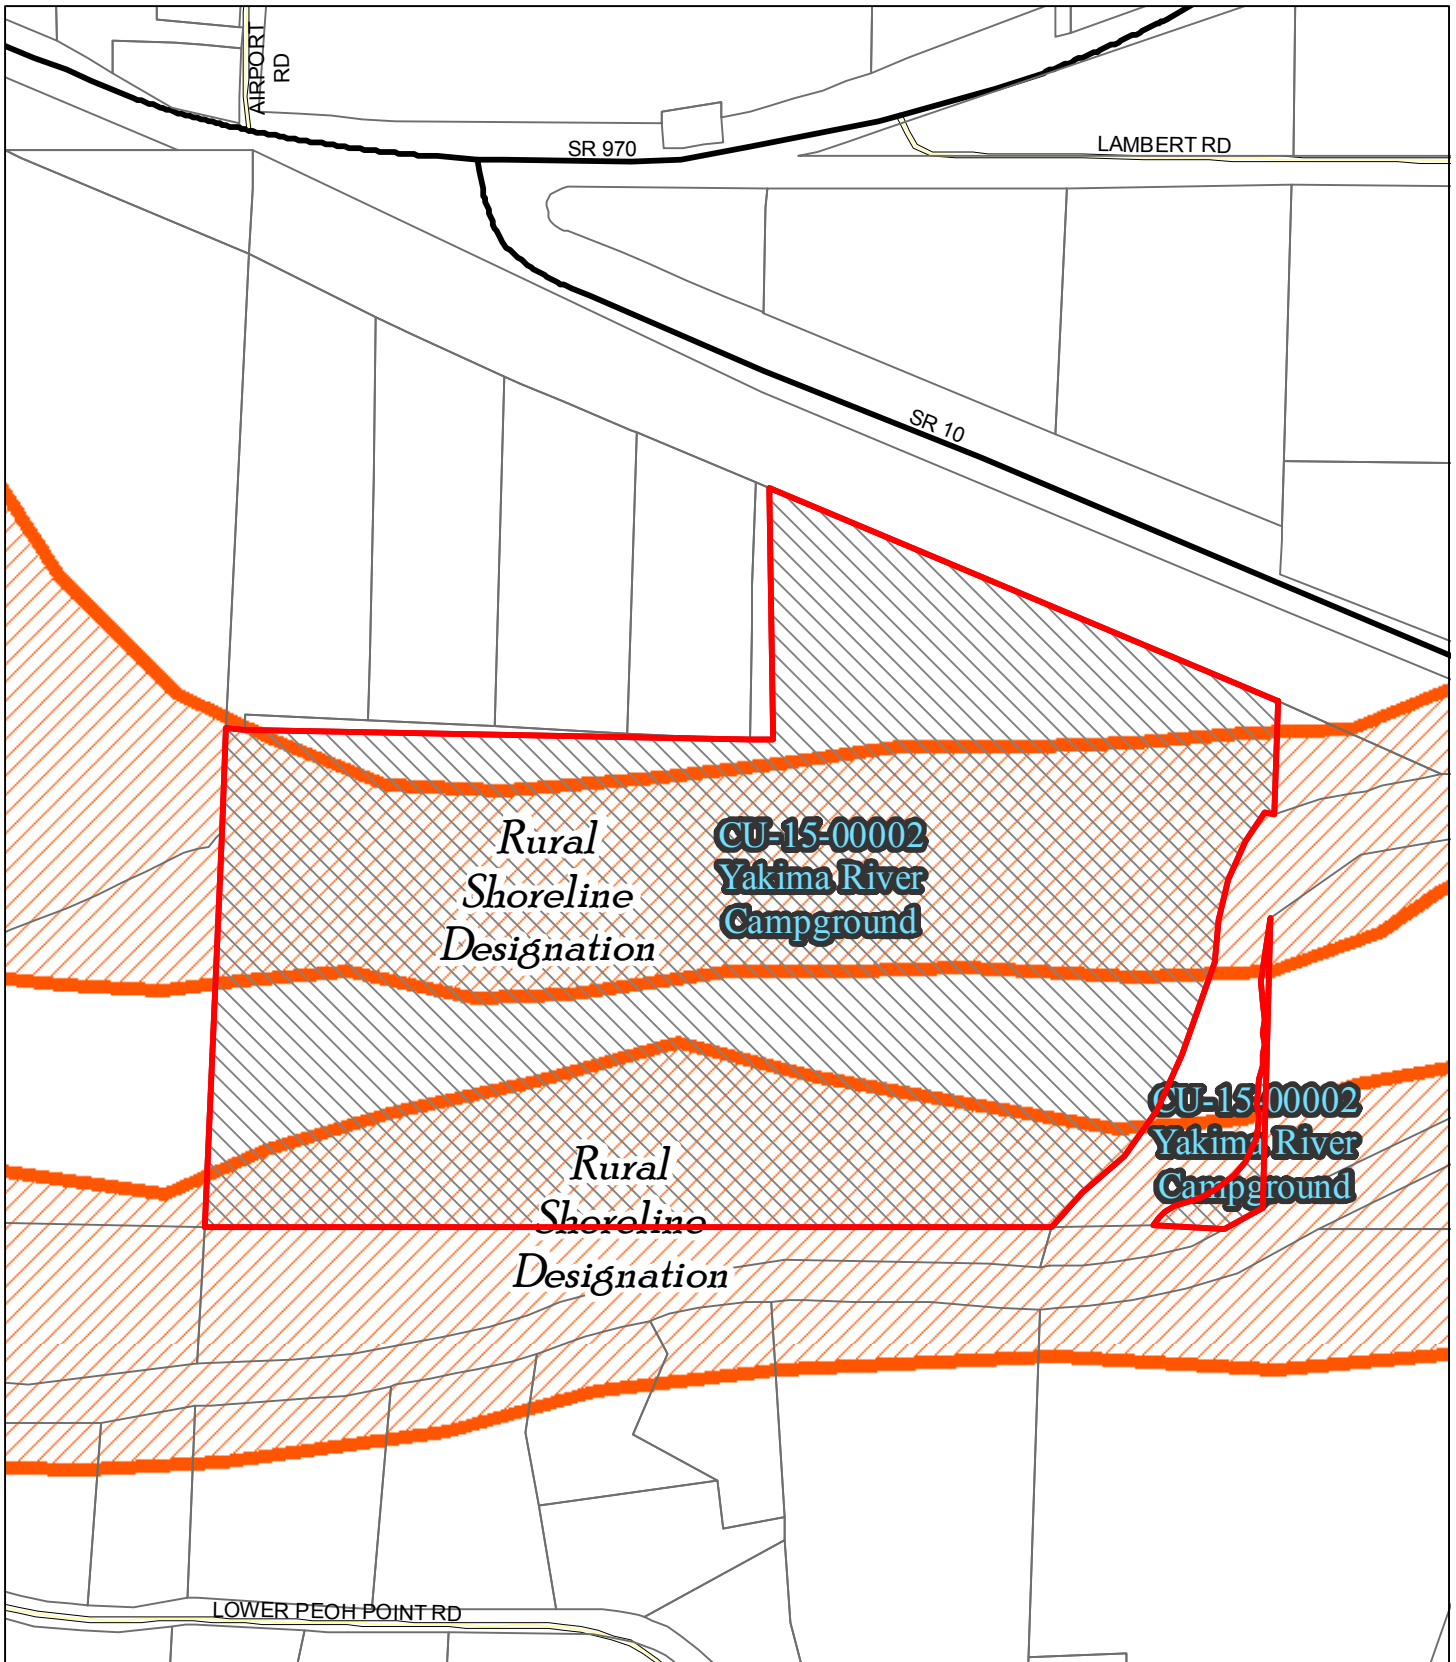 AIRPORT
RD
SR 970
LAMBERT RD
SR 10
Rural
Shoreline
Designation
CU-15-00002
Yakima River
Campground
CU-15-00002
Yakima River
Campground
Rural
Shoreline
Designation
LOWER PEOH POINT RD